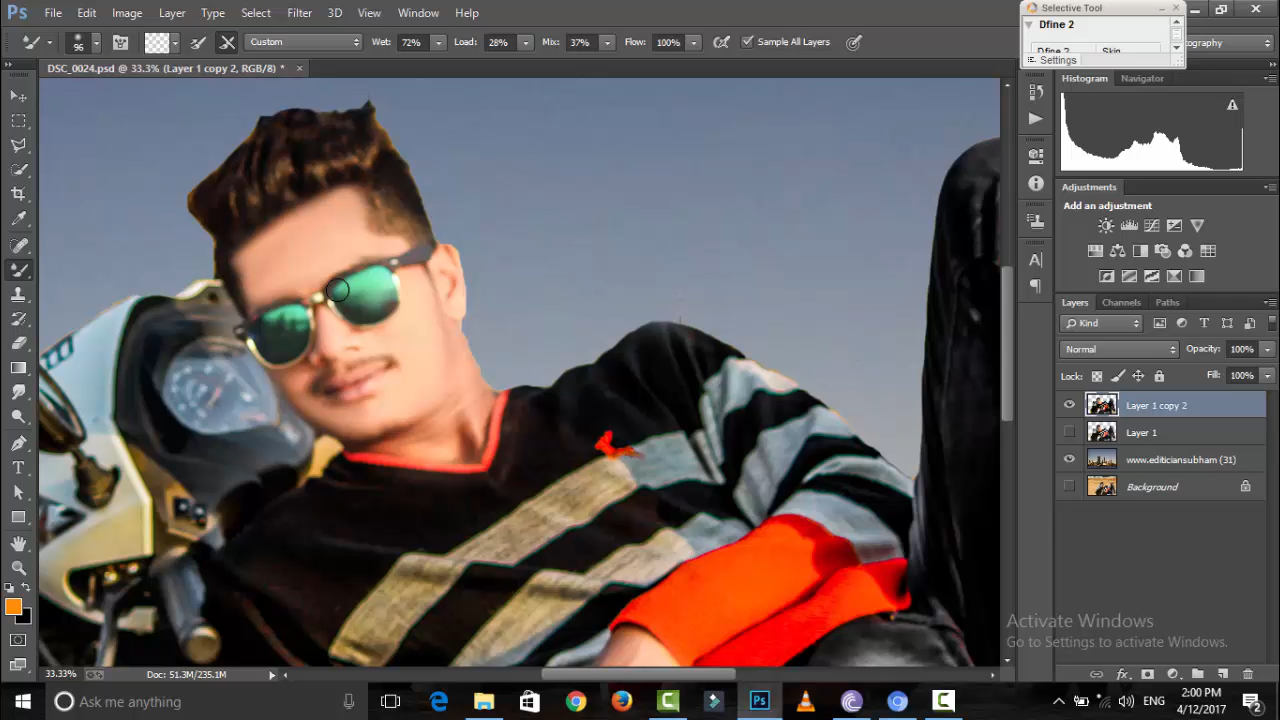 Ps File Edit Image Layer Type Select Filter 3D View Window Help
Selective Tool
Dfine 2
Dfine 2 Skin
Settings
96 Custom Wet: 72% Load: 28% Mix: 37% Flow: 100% Sample All Layers
DSC_0024.psd @ 33.3% (Layer 1 copy 2, RGB/8) * ×
Histogram Navigator
Adjustments
Add an adjustment
Layers Channels Paths
Kind
Normal Opacity: 100%
Lock: Fill: 100%
Layer 1 copy 2
Layer 1
www.editiciansubham (31)
Background
Activate Windows
Go to Settings to activate Windows.
33.33% Doc: 51.3M/235.1M
Ask me anything
ENG
2:00 PM
4/12/2017
2